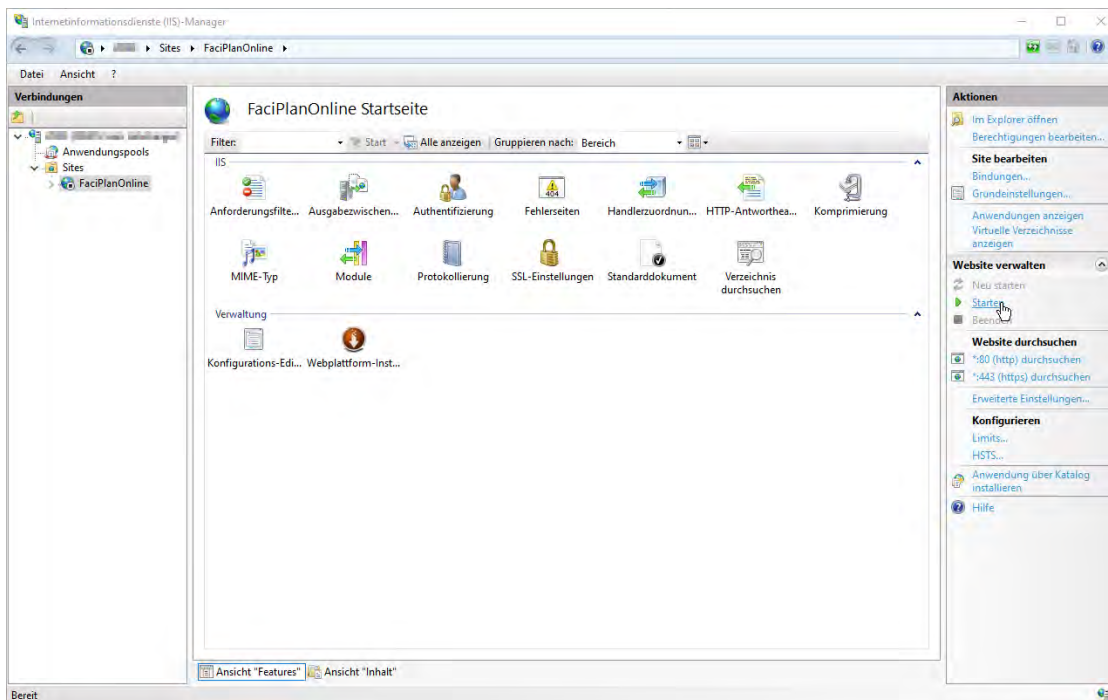 Internetinformationsdienste (IIS)-Manager
Sites FaciPlanOnline
Datei Ansicht ?
Verbindungen
Anwendungspools
Sites
FaciPlanOnline
FaciPlanOnline Startseite
Filter: Start Alle anzeigen Gruppieren nach: Bereich
IIS
Anforderungsfilte... Ausgabezwischen... Authentifizierung Fehlerseiten Handlerzuordnun... HTTP-Antworthea... Komprimierung
404
MIME-Typ Module Protokollierung SSL-Einstellungen Standarddokument Verzeichnis
durchsuchen
Verwaltung
Konfigurations-Edi... Webplattform-Inst...
Ansicht "Features" Ansicht "Inhalt"
Bereit
Aktionen
Im Explorer öffnen
Berechtigungen bearbeiten...
Site bearbeiten
Bindungen...
Grundeinstellungen...
Anwendungen anzeigen
Virtuelle Verzeichnisse
anzeigen
Website verwalten
Neu starten
Starten
Beenden
Website durchsuchen
*:80 (http) durchsuchen
*:443 (https) durchsuchen
Erweiterte Einstellungen...
Konfigurieren
Limits...
HSTS...
Anwendung über Katalog
installieren
Hilfe